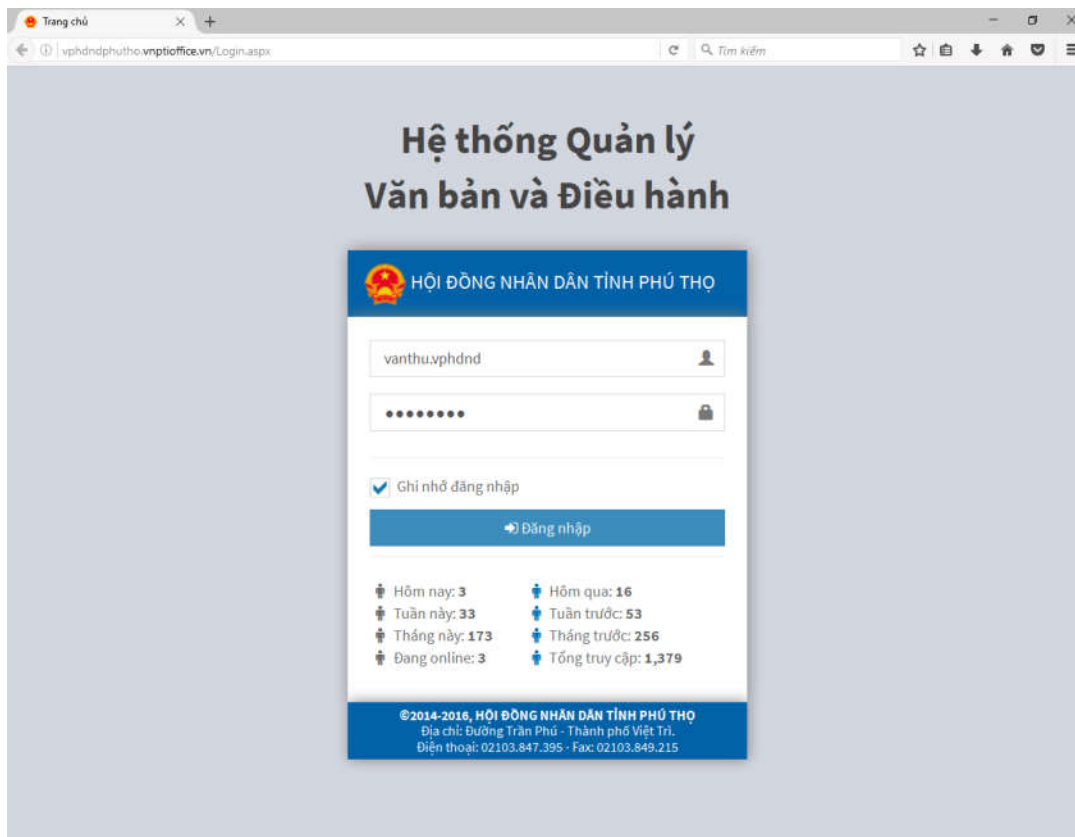 Trang chủ
vphdndphutho.vnptioffice.vn/Login.aspx
Tìm kiếm
Hệ thống Quản lý
Văn bản và Điều hành
HỘI ĐỒNG NHÂN DÂN TỈNH PHÚ THỌ
vanthu.vphdnd
Ghi nhớ đăng nhập
Đăng nhập
Hôm nay: 3 Hôm qua: 16
Tuần này: 33 Tuần trước: 53
Tháng này: 173 Tháng trước: 256
Đang online: 3 Tổng truy cập: 1,379
©2014-2016, HỘI ĐỒNG NHÂN DÂN TỈNH PHÚ THỌ
Địa chỉ: Đường Trần Phú - Thành phố Việt Trì.
Điện thoại: 02103.847.395 - Fax: 02103.849.215